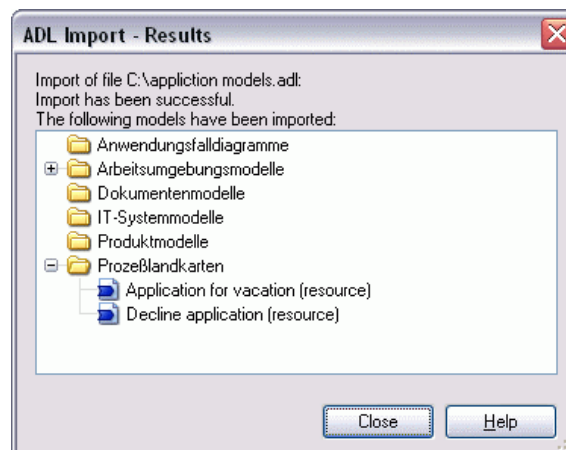 ADL Import - Results
Import of file C:\appliction models.adl:
Import has been successful.
The following models have been imported:
Anwendungsfalldiagramme
Arbeitsumgebungsmodelle
Dokumentenmodelle
IT-Systemmodelle
Produktmodelle
Prozeßlandkarten
Application for vacation (resource)
Decline application (resource)
Close Help